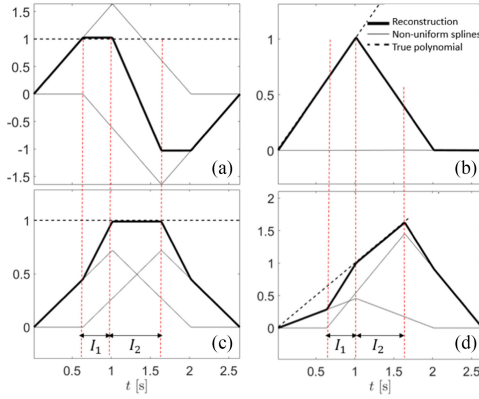 1
0.5
0
-0.5
-1
-1.5
(a)
1
0.5
0
Reconstruction
Non-uniform splines
True polynomial
(b)
1
0.5
0
I1
I2
(c)
0 0.5 1 1.5 2 2.5
t [s]
2
1.5
1
0.5
0
I1
I2
(d)
0 0.5 1 1.5 2 2.5
t [s]